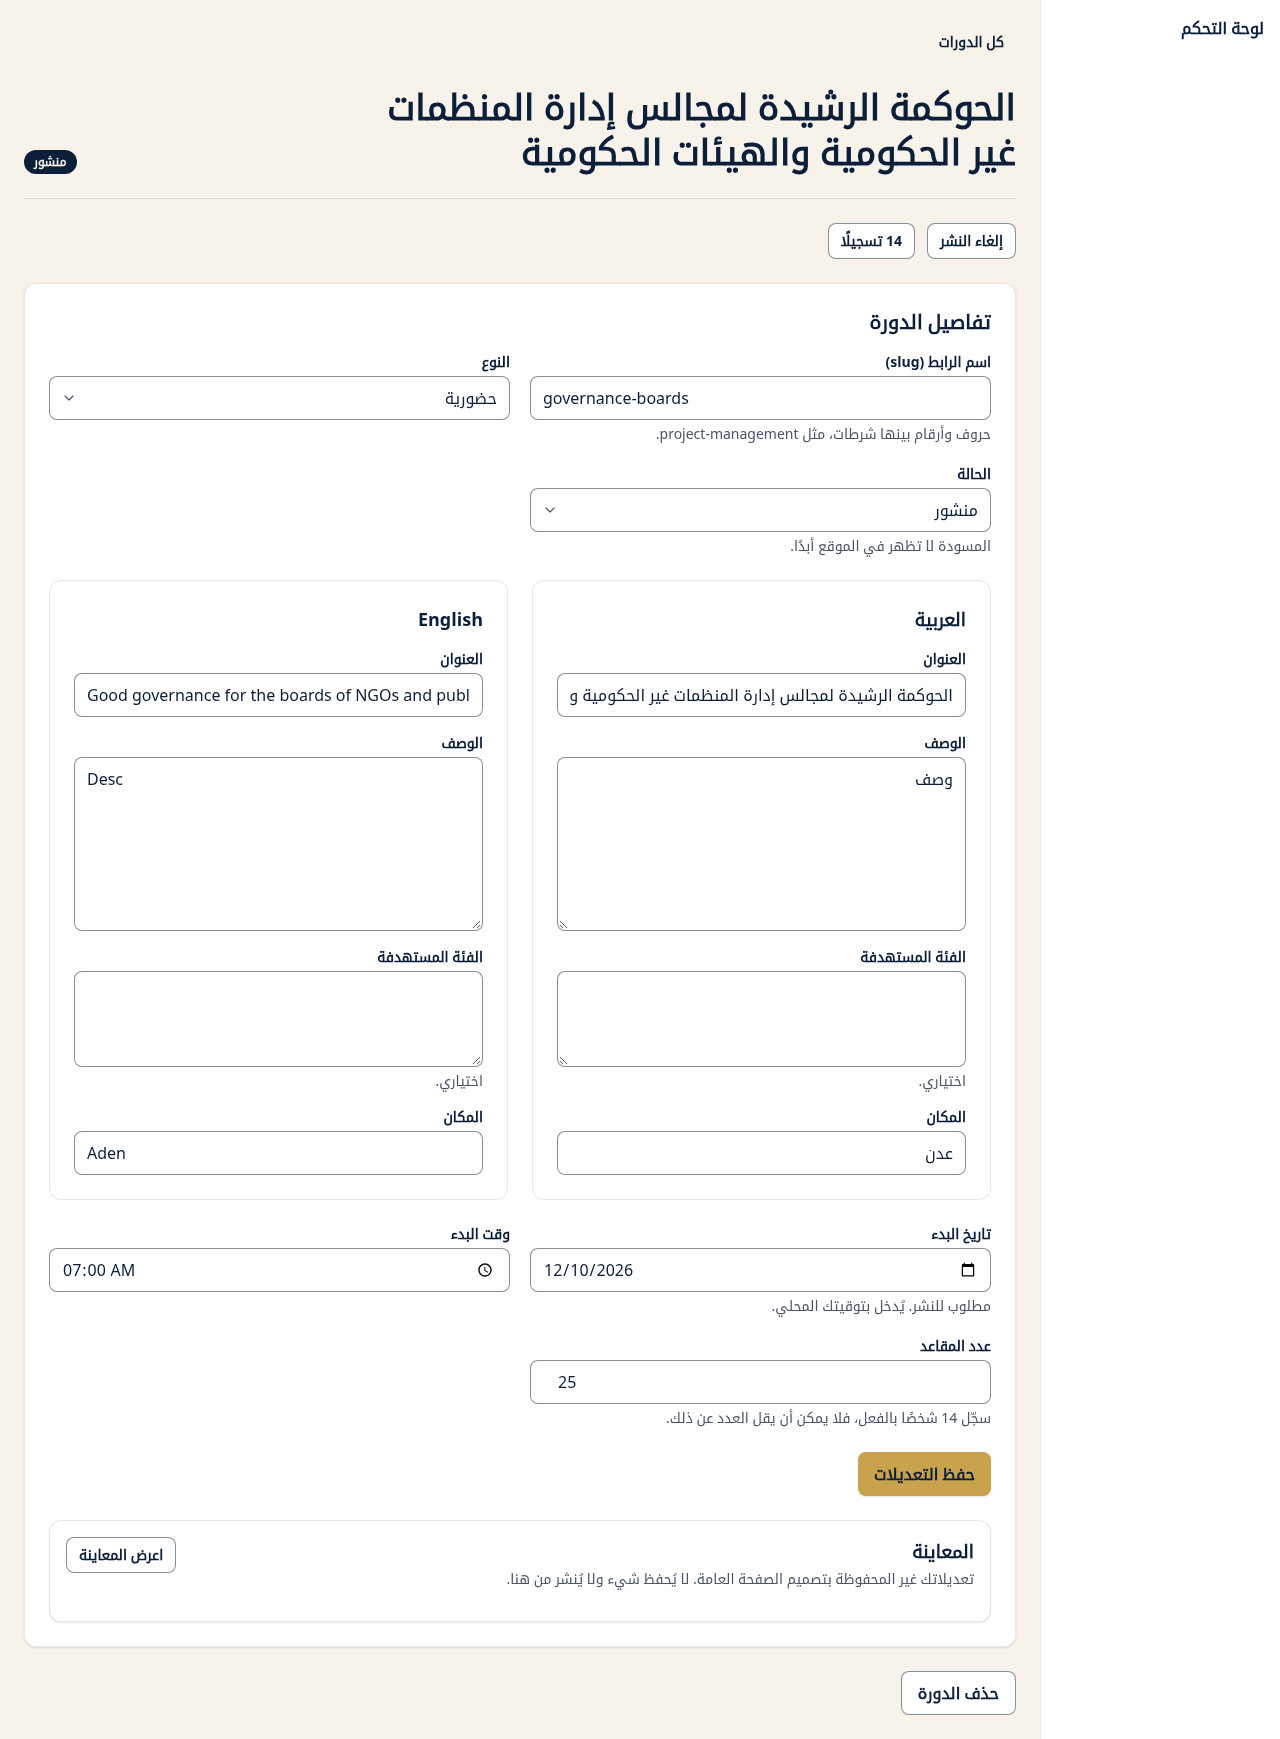 لوحة التحكم
كل الدورات
الحوكمة الرشيدة لمجالس إدارة المنظمات
غير الحكومية والهيئات الحكومية
منشور
إلغاء النشر
14 تسجيلًا
تفاصيل الدورة
اسم الرابط (slug)
governance-boards
حروف وأرقام بينها شرطات، مثل project-management.
النوع
حضورية
الحالة
منشور
المسودة لا تظهر في الموقع أبدًا.
العربية
العنوان
الحوكمة الرشيدة لمجالس إدارة المنظمات غير الحكومية و
الوصف
وصف
الفئة المستهدفة
اختياري.
المكان
عدن
English
العنوان
Good governance for the boards of NGOs and publ
الوصف
Desc
الفئة المستهدفة
اختياري.
المكان
Aden
تاريخ البدء
12/10/2026
مطلوب للنشر. يُدخل بتوقيتك المحلي.
وقت البدء
07:00 AM
عدد المقاعد
25
سجّل 14 شخصًا بالفعل، فلا يمكن أن يقل العدد عن ذلك.
حفظ التعديلات
المعاينة
تعديلاتك غير المحفوظة بتصميم الصفحة العامة. لا يُحفظ شيء ولا يُنشر من هنا.
اعرض المعاينة
حذف الدورة